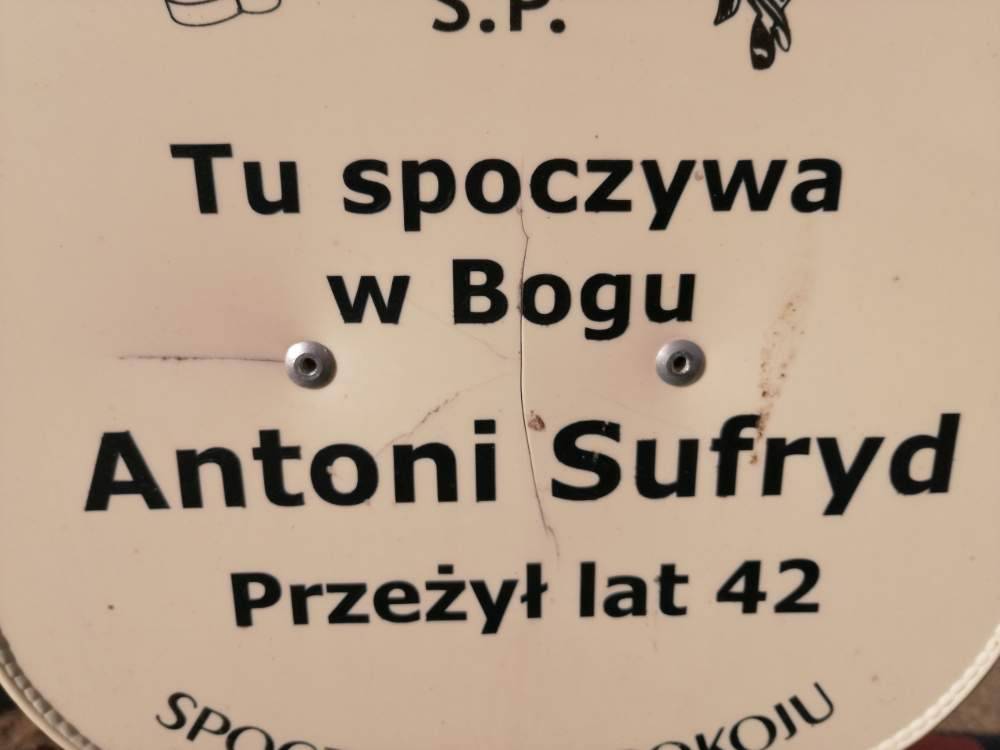 Ś.P.
Tu spoczywa
w Bogu
Antoni Sufryd
Przeżył lat 42